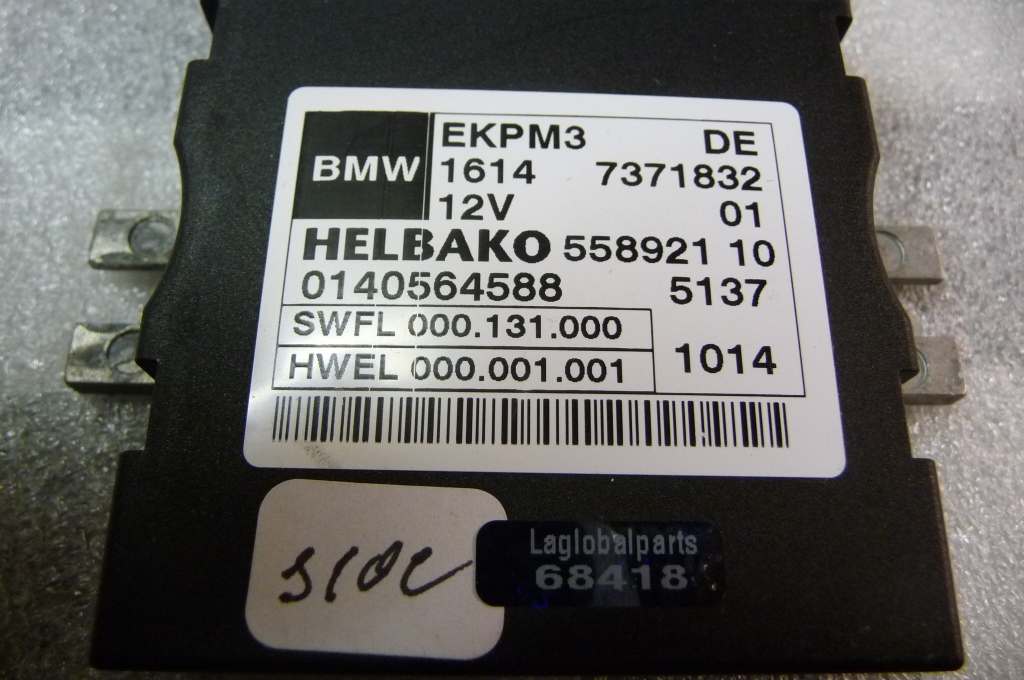 BMW
EKPM3 DE
1614 7371832
12V 01
HELBAKO 558921 10
0140564588 5137
SWFL 000.131.000
HWEL 000.001.001
1014
Laglobalparts
68418